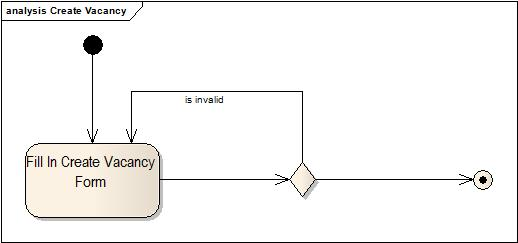 analysis Create Vacancy
is invalid
Fill In Create Vacancy
Form